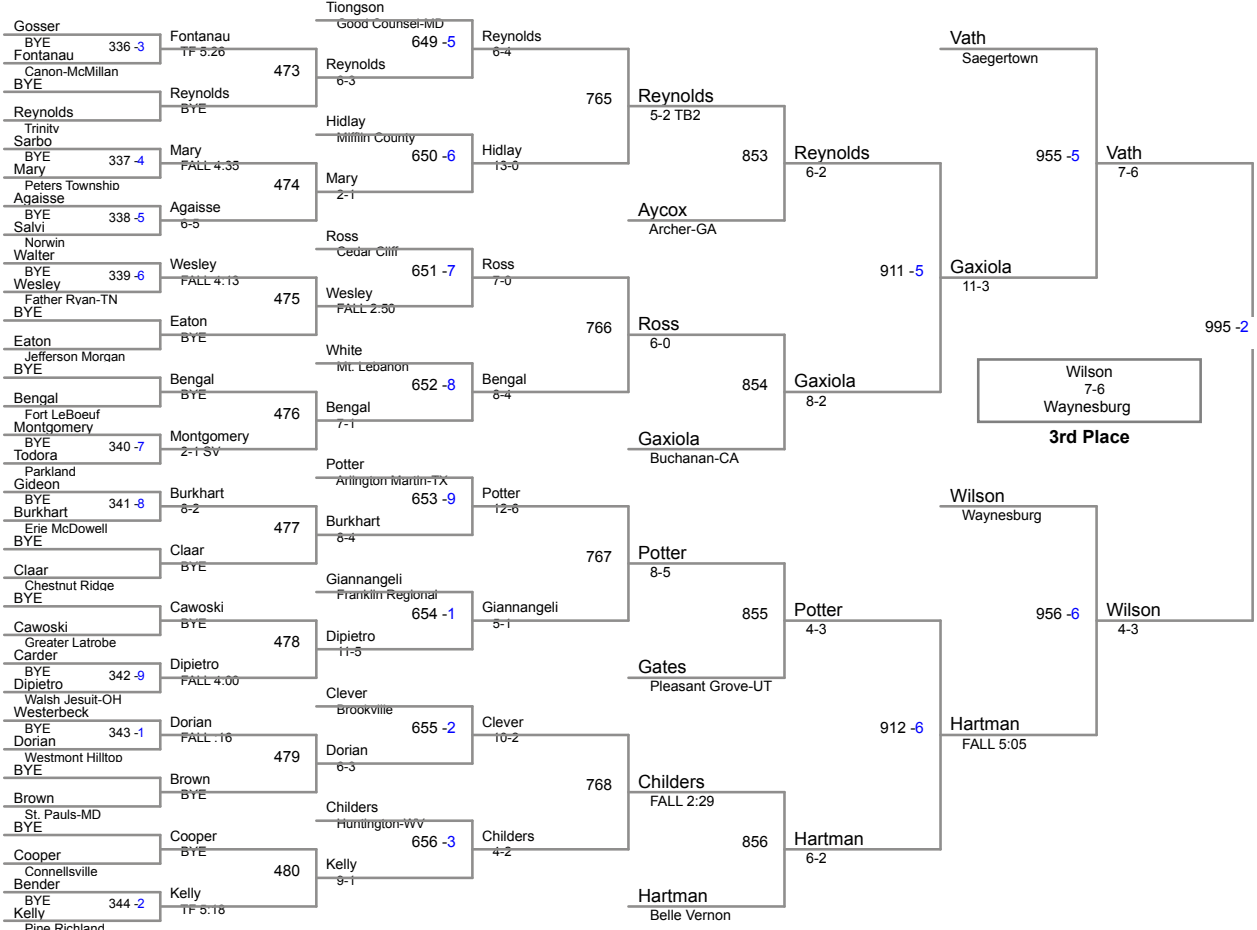 Gosser
BYE
336 -3
Fontanau
Canon-McMillan
BYE
Reynolds
Trinity
Sarbo
BYE
337 -4
Mary
Peters Township
Agaisse
BYE
338 -5
Salvi
Norwin
Walter
BYE
339 -6
Wesley
Father Ryan-TN
BYE
Eaton
Jefferson Morgan
BYE
Bengal
Fort LeBoeuf
Montgomery
BYE
340 -7
Todora
Parkland
Gideon
BYE
341 -8
Burkhart
Erie McDowell
BYE
Claar
Chestnut Ridge
BYE
Cawoski
Greater Latrobe
Carder
BYE
342 -9
Dipietro
Walsh Jesuit-OH
Westerbeck
BYE
343 -1
Dorian
Westmont Hilltop
BYE
Brown
St. Pauls-MD
BYE
Cooper
Connellsville
Bender
BYE
344 -2
Kelly
Pine Richland
Fontanau
TF 5:26
473
Reynolds
BYE
Mary
FALL 4:35
474
Agaisse
6-5
Wesley
FALL 4:13
475
Eaton
BYE
Bengal
BYE
476
Montgomery
2-1 SV
Burkhart
8-2
477
Claar
BYE
Cawoski
BYE
478
Dipietro
FALL 4:00
Dorian
FALL :16
479
Brown
BYE
Cooper
BYE
480
Kelly
TF 5:18
Tiongson
Good Counsel-MD
649 -5
Reynolds
6-3
Hidlay
Mifflin County
650 -6
Mary
2-1
Ross
Cedar Cliff
651 -7
Wesley
FALL 2:50
White
Mt. Lebanon
652 -8
Bengal
7-1
Potter
Arlington Martin-TX
653 -9
Burkhart
8-4
Giannangeli
Franklin Regional
654 -1
Dipietro
11-5
Clever
Brookville
655 -2
Dorian
6-3
Childers
Huntington-WV
656 -3
Kelly
9-1
Reynolds
6-4
765
Hidlay
13-0
Ross
7-0
766
Bengal
8-4
Potter
12-6
767
Giannangeli
5-1
Clever
10-2
768
Childers
4-2
Reynolds
5-2 TB2
853
Aycox
Archer-GA
Ross
6-0
854
Gaxiola
Buchanan-CA
Potter
8-5
855
Gates
Pleasant Grove-UT
Childers
FALL 2:29
856
Hartman
Belle Vernon
Reynolds
6-2
911 -5
Gaxiola
8-2
Potter
4-3
912 -6
Hartman
6-2
Vath
Saegertown
955 -5
Gaxiola
11-3
Wilson
Waynesburg
956 -6
Hartman
FALL 5:05
Vath
7-6
995 -2
Wilson
4-3
Wilson
7-6
Waynesburg
3rd Place